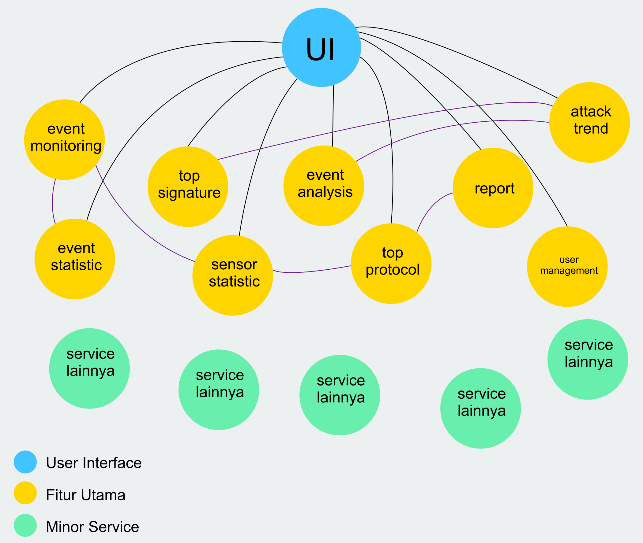 UI
event
monitoring
top
signature
event
analysis
report
attack
trend
event
statistic
sensor
statistic
top
protocol
user
management
service
lainnya
service
lainnya
service
lainnya
service
lainnya
service
lainnya
User Interface
Fitur Utama
Minor Service